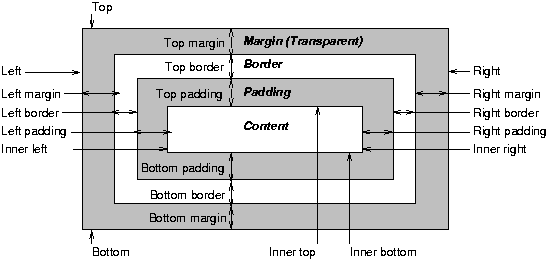 Top
Top margin Margin (Transparent)
Top border Border
Left Right
Left margin Top padding Padding Right margin
Left border Right border
Left padding Content Right padding
Inner left Inner right
Bottom padding
Bottom border
Bottom margin
Bottom Inner top Inner bottom